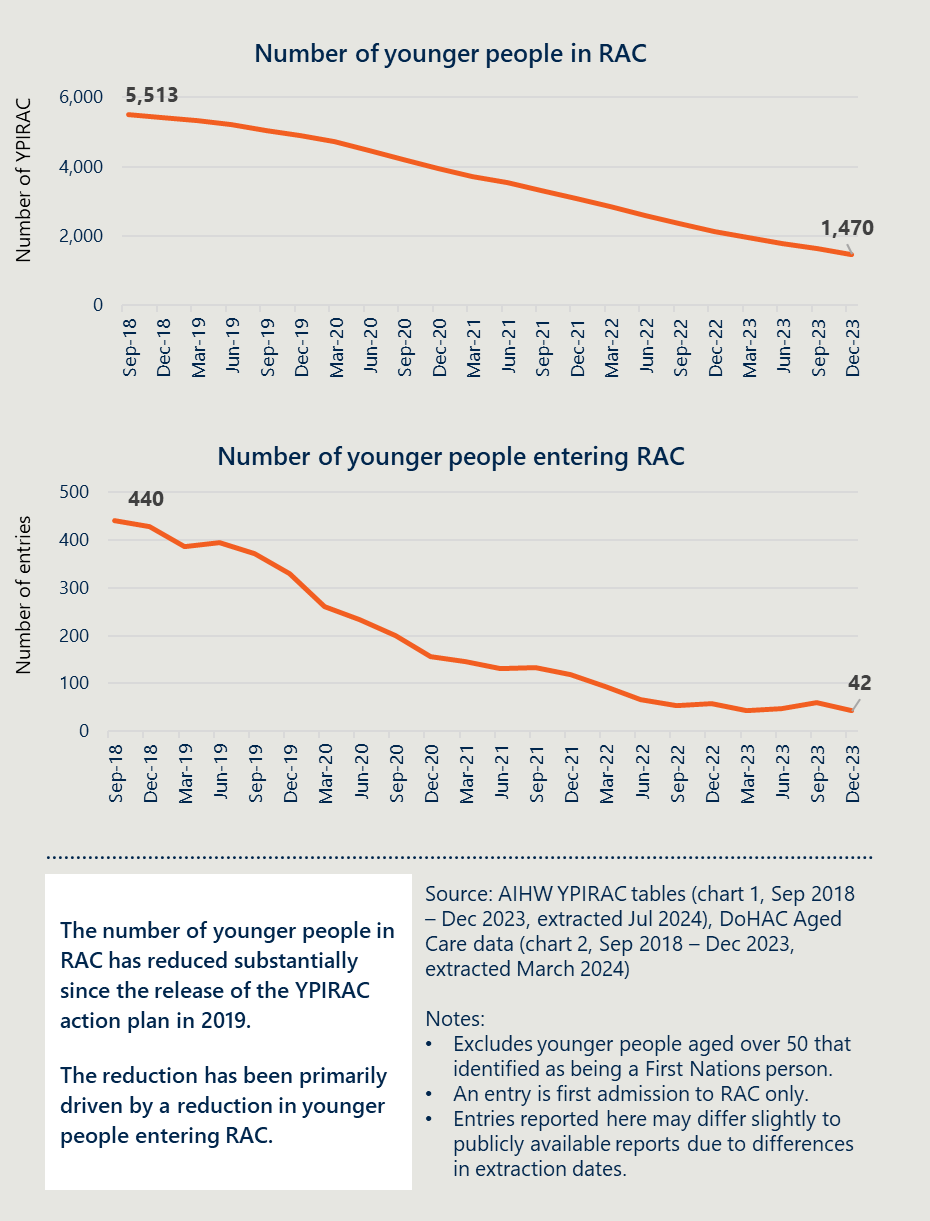 Number of younger people in RAC
Number of YPIRAC
6,000
4,000
2,000
0
5,513
1,470
Sep-18
Dec-18
Mar-19
Jun-19
Sep-19
Dec-19
Mar-20
Jun-20
Sep-20
Dec-20
Mar-21
Jun-21
Sep-21
Dec-21
Mar-22
Jun-22
Sep-22
Dec-22
Mar-23
Jun-23
Sep-23
Dec-23
Number of younger people entering RAC
Number of entries
500
400
300
200
100
0
440
42
Sep-18
Dec-18
Mar-19
Jun-19
Sep-19
Dec-19
Mar-20
Jun-20
Sep-20
Dec-20
Mar-21
Jun-21
Sep-21
Dec-21
Mar-22
Jun-22
Sep-22
Dec-22
Mar-23
Jun-23
Sep-23
Dec-23
The number of younger people in
RAC has reduced substantially
since the release of the YPIRAC
action plan in 2019.
The reduction has been primarily
driven by a reduction in younger
people entering RAC.
Source: AIHW YPIRAC tables (chart 1, Sep 2018
– Dec 2023, extracted Jul 2024), DoHAC Aged
Care data (chart 2, Sep 2018 – Dec 2023,
extracted March 2024)
Notes:
• Excludes younger people aged over 50 that
identified as being a First Nations person.
• An entry is first admission to RAC only.
• Entries reported here may differ slightly to
publicly available reports due to differences
in extraction dates.